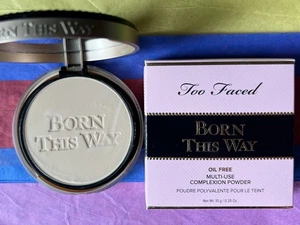 BORN THIS WAY
BORN
THIS WAY
Too Faced
BORN
THIS WAY
OIL FREE
MULTI-USE
COMPLEXION POWDER
POUDRE POLYVALENTE POUR LE TEINT